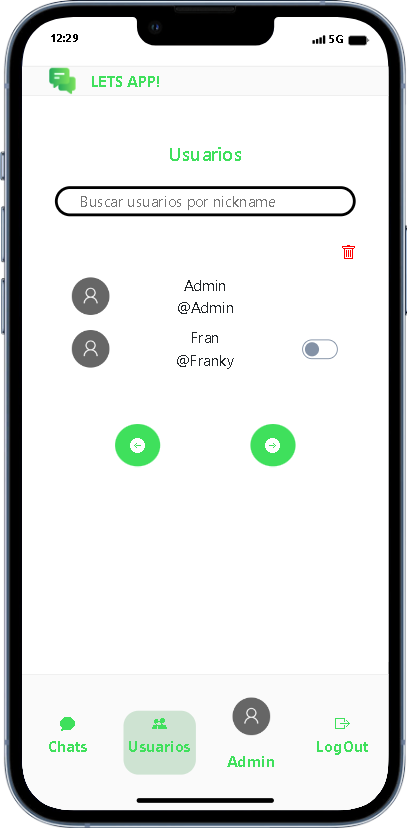 12:29
5G
LETS APP!
Usuarios
Buscar usuarios por nickname
Admin
@Admin
Fran
@Franky
Chats
Usuarios
Admin
LogOut